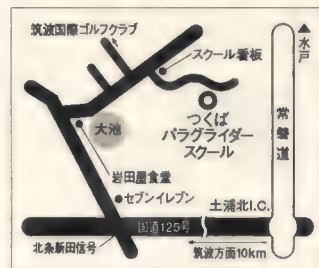 筑波国際ゴルフクラブ
スクール看板
▲水戸
常磐道
大池
つくば
パラグライダー
スクール
岩田屋食堂
セブンイレブン
土浦北I.C.
国道125号
北条新田信号
筑波方面10km